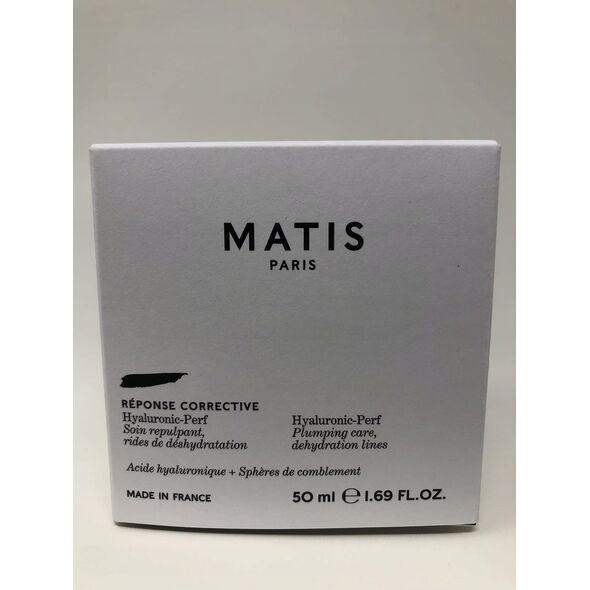 MATIS
PARIS
RÉPONSE CORRECTIVE
Hyaluronic-Perf
Soin repulpant,
rides de déshydratation
Hyaluronic-Perf
Plumping care,
dehydration lines
Acide hyaluronique + Sphères de comblement
MADE IN FRANCE
50 ml ℮ 1.69 FL.OZ.